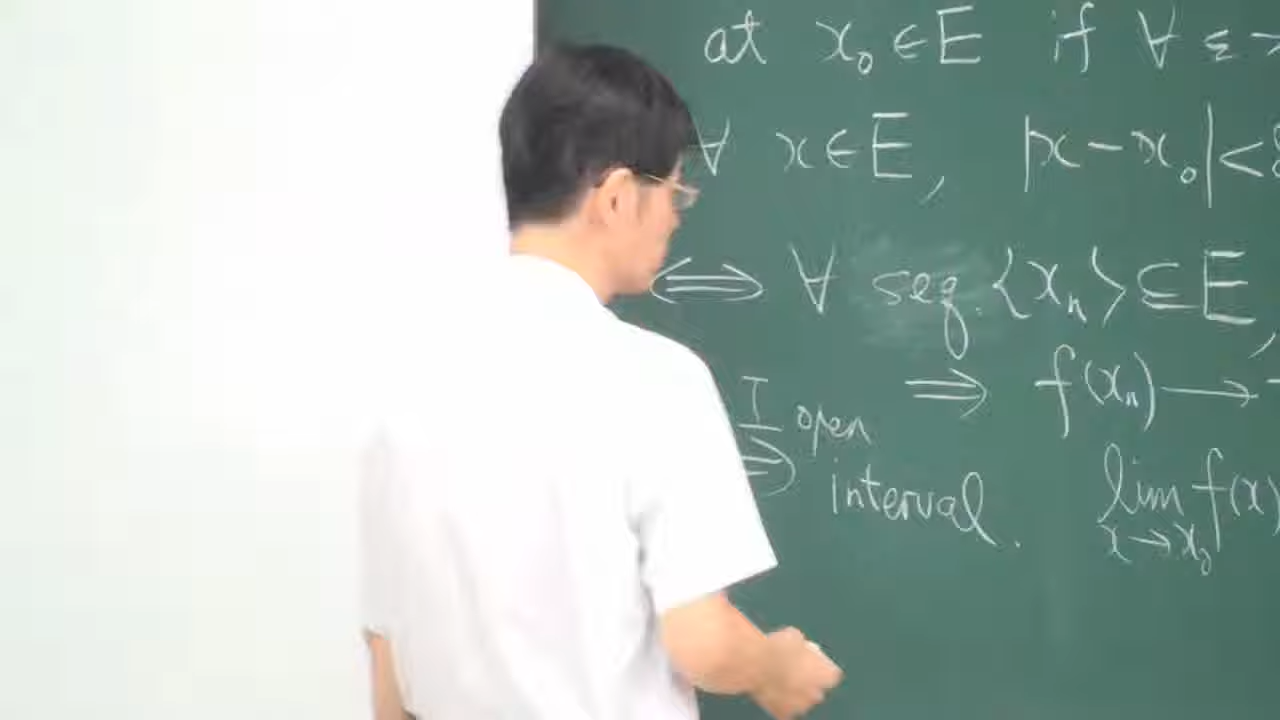 at x₀ ∈ E if ∀ ε >
∀ x ∈ E, |x - x₀| < δ
⟺ ∀ seq. ⟨xₙ⟩ ⊆ E,
⟹ f(xₙ) ⟶
I open
interval.
lim f(x)
x→x₀